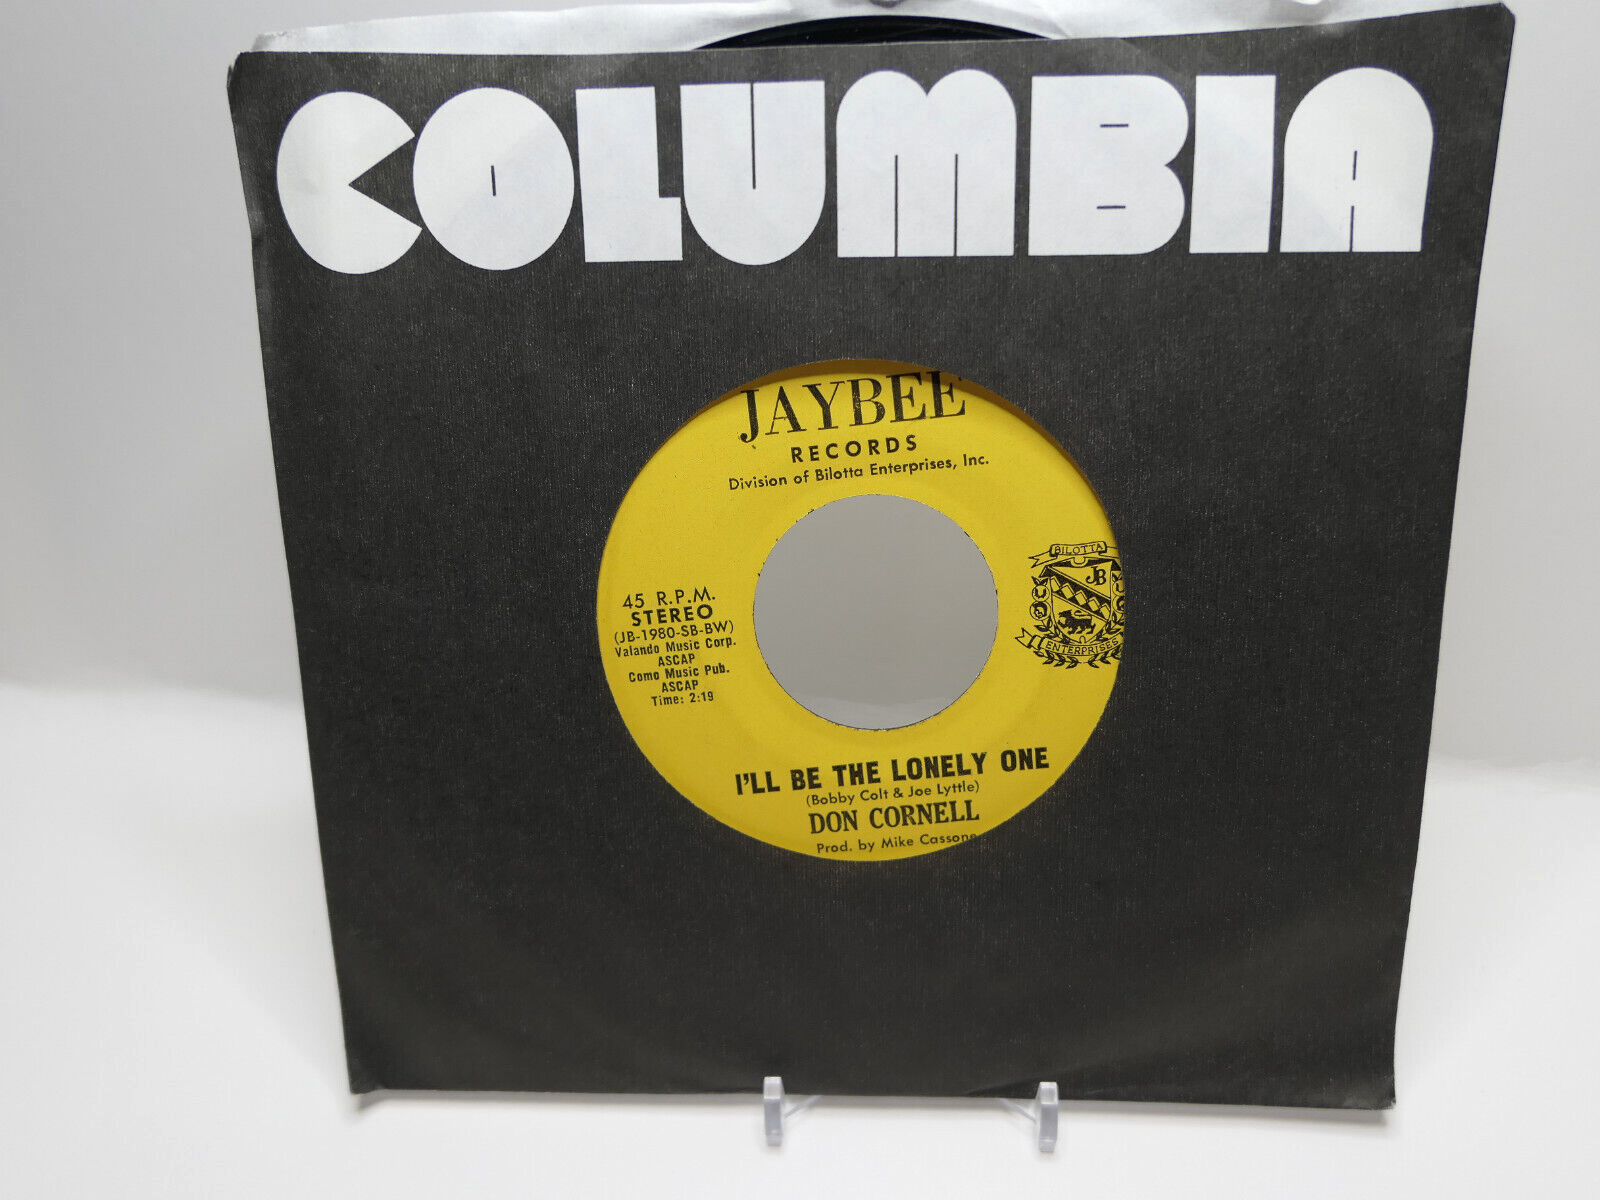 COLUMBIA
JAYBEE
RECORDS
Division of Bilotta Enterprises, Inc.
BILOTTA
JB
ENTERPRISES
45 R.P.M.
STEREO
(JB-1980-SB-BW)
Valando Music Corp.
ASCAP
Como Music Pub.
ASCAP
Time: 2:19
I'LL BE THE LONELY ONE
(Bobby Colt & Joe Lyttle)
DON CORNELL
Prod. by Mike Cassone